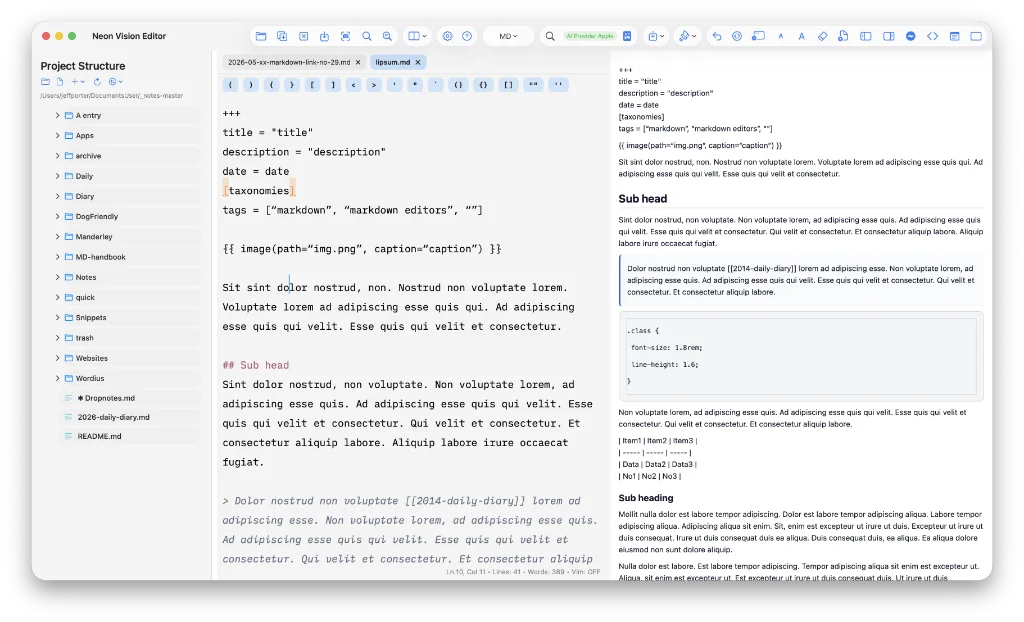 Neon Vision Editor
MD
AI Provider Apple
A
A
Project Structure
/Users/jeffporter/DocumentsUser/_notes-master
A entry
Apps
archive
Daily
Diary
DogFriendly
Manderley
MD-handbook
Notes
quick
Snippets
trash
Websites
Wordius
✱ Dropnotes.md
2026-daily-diary.md
README.md
2026-05-xx-markdown-link-no-29.md ×
lipsum.md ×
( ) { } [ ] < > ' " ` () {} [] "" ''
+++
title = "title"
description = "description"
date = date
[taxonomies]
tags = [“markdown”, “markdown editors”, “”]
{{ image(path=“img.png”, caption=“caption”) }}
Sit sint dolor nostrud, non. Nostrud non voluptate lorem.
Voluptate lorem ad adipiscing esse quis qui. Ad adipiscing
esse quis qui velit. Esse quis qui velit et consectetur.
## Sub head
Sint dolor nostrud, non voluptate. Non voluptate lorem, ad
adipiscing esse quis. Ad adipiscing esse quis qui velit. Esse
quis qui velit et consectetur. Qui velit et consectetur. Et
consectetur aliquip labore. Aliquip labore irure occaecat
fugiat.
> Dolor nostrud non voluptate [[2014-daily-diary]] lorem ad
adipiscing esse. Non voluptate lorem, ad adipiscing esse quis.
Ad adipiscing esse quis qui velit. Esse quis qui velit et
consectetur. Qui velit et consectetur. Et consectetur aliquip
Ln 10, Col 11 • Lines: 41 • Words: 389 • Vim: OFF
+++
title = "title"
description = "description"
date = date
[taxonomies]
tags = [“markdown”, “markdown editors”, “”]
{{ image(path=“img.png”, caption=“caption”) }}
Sit sint dolor nostrud, non. Nostrud non voluptate lorem. Voluptate lorem ad adipiscing esse quis qui. Ad
adipiscing esse quis qui velit. Esse quis qui velit et consectetur.
Sub head
Sint dolor nostrud, non voluptate. Non voluptate lorem, ad adipiscing esse quis. Ad adipiscing esse quis
qui velit. Esse quis qui velit et consectetur. Qui velit et consectetur. Et consectetur aliquip labore. Aliquip
labore irure occaecat fugiat.
Dolor nostrud non voluptate [[2014-daily-diary]] lorem ad adipiscing esse. Non voluptate lorem, ad
adipiscing esse quis. Ad adipiscing esse quis qui velit. Esse quis qui velit et consectetur. Qui velit et
consectetur. Et consectetur aliquip labore.
.class {
font-size: 1.8rem;
line-height: 1.6;
}
Non voluptate lorem, ad adipiscing esse quis. Ad adipiscing esse quis qui velit. Esse quis qui velit et
consectetur. Qui velit et consectetur. Et consectetur aliquip labore.
| Item1 | Item2 | Item3 |
| ----- | ----- | ----- |
| Data | Data2 | Data3 |
| No1 | No2 | No3 |
Sub heading
Mollit nulla dolor est labore tempor adipiscing. Dolor est labore tempor adipiscing aliqua. Labore tempor
adipiscing aliqua. Adipiscing aliqua sit enim. Sit, enim est excepteur ut irure ut duis. Excepteur ut irure ut
duis consequat. Irure ut duis consequat duis ea aliqua. Duis consequat duis, ea aliqua. Ea aliqua dolore
eiusmod non sunt dolore aliquip.
Nulla dolor est labore. Est labore tempor adipiscing. Tempor adipiscing aliqua sit enim est excepteur ut.
Aliqua, sit enim est excepteur ut. Est excepteur ut irure ut duis consequat duis. Ut irure ut duis